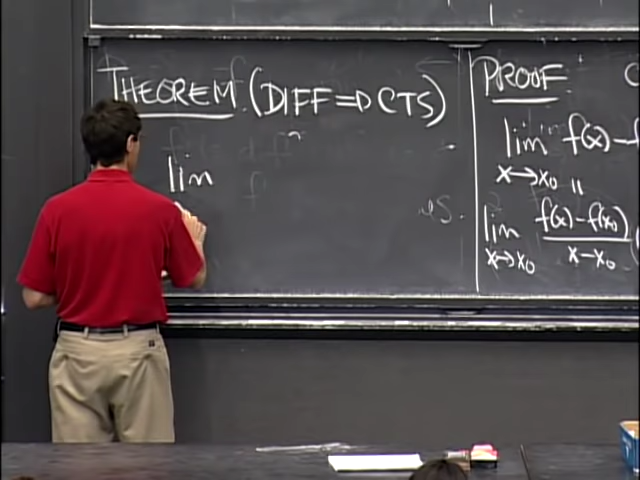 THEOREM. (DIFF ⇒ CTS)
lim
PROOF:
lim f(x) -
x→x₀ =
lim f(x)-f(x₀)
x→x₀ x-x₀